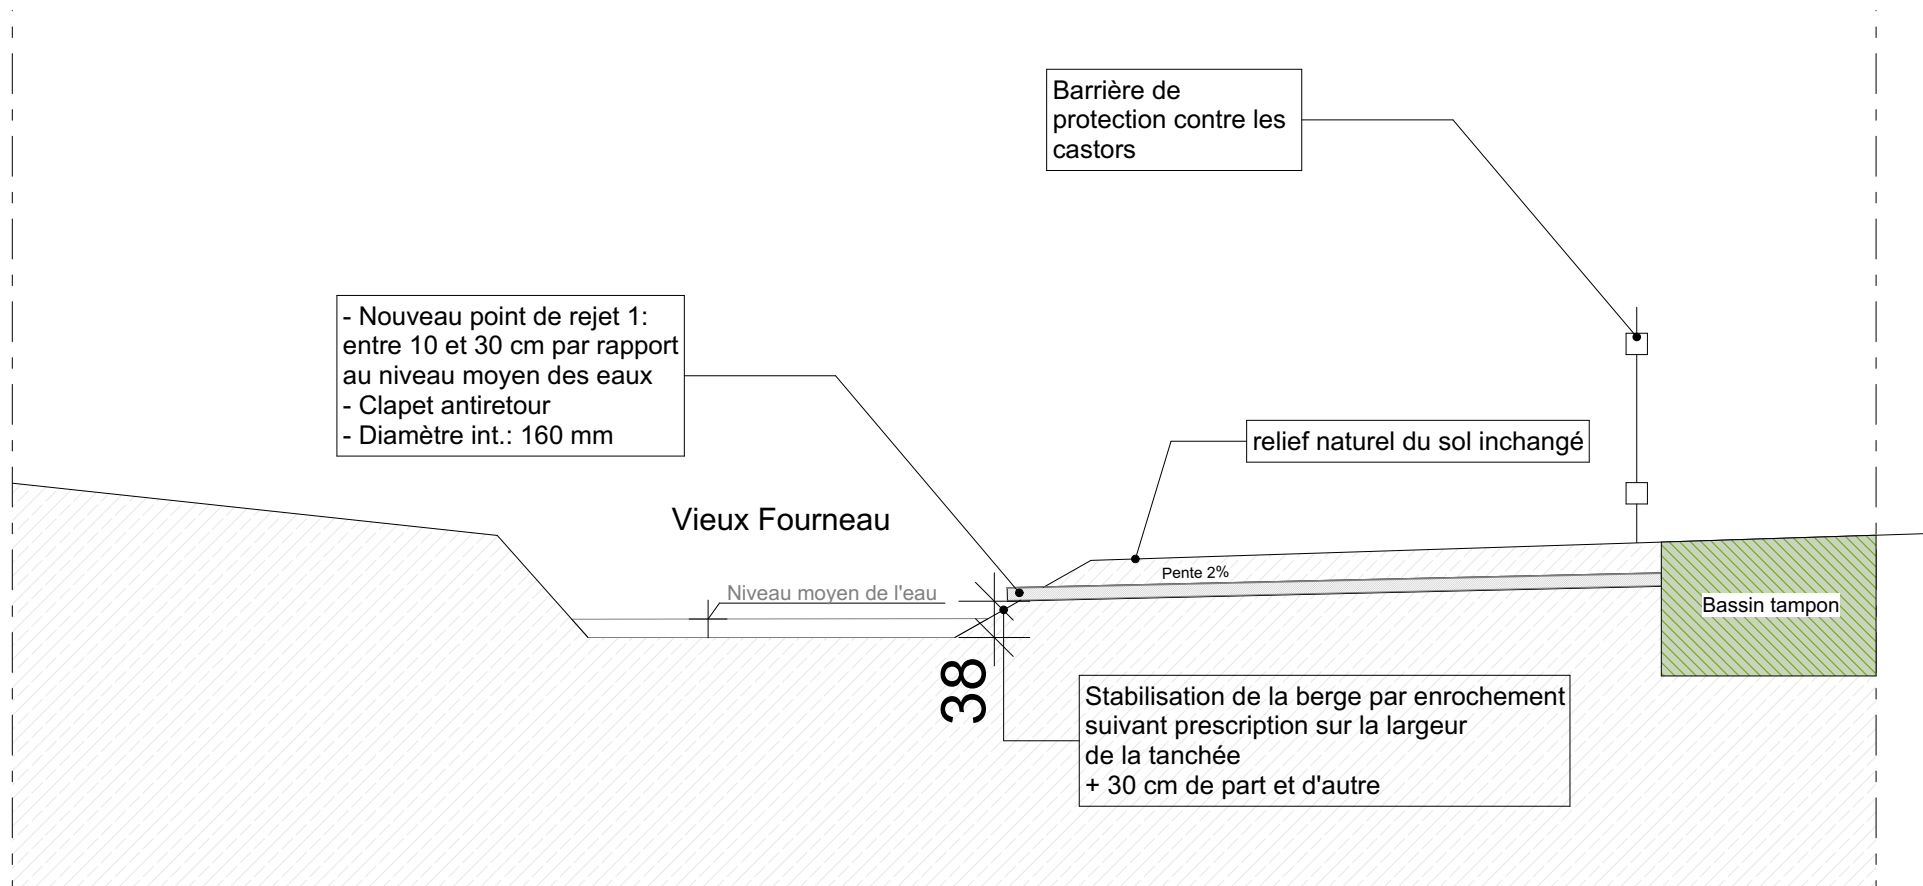 Barrière de
protection contre les
castors
- Nouveau point de rejet 1:
entre 10 et 30 cm par rapport
au niveau moyen des eaux
- Clapet antiretour
- Diamètre int.: 160 mm
relief naturel du sol inchangé
Vieux Fourneau
Niveau moyen de l'eau
Pente 2%
Bassin tampon
38
Stabilisation de la berge par enrochement
suivant prescription sur la largeur
de la tanchée
+ 30 cm de part et d'autre